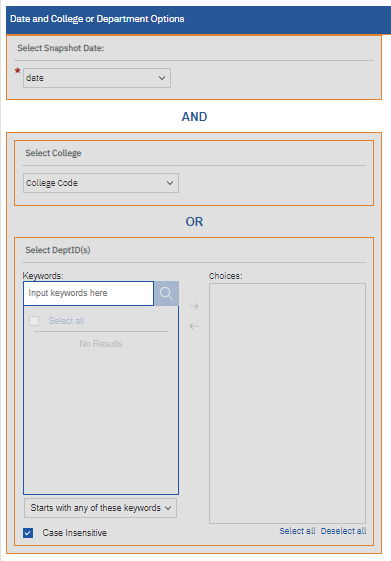 Date and College or Department Options
Select Snapshot Date:
* date
AND
Select College
College Code
OR
Select DeptID(s)
Keywords:
Choices:
Input keywords here
Select all
No Results
Starts with any of these keywords
Case Insensitive
Select all Deselect all